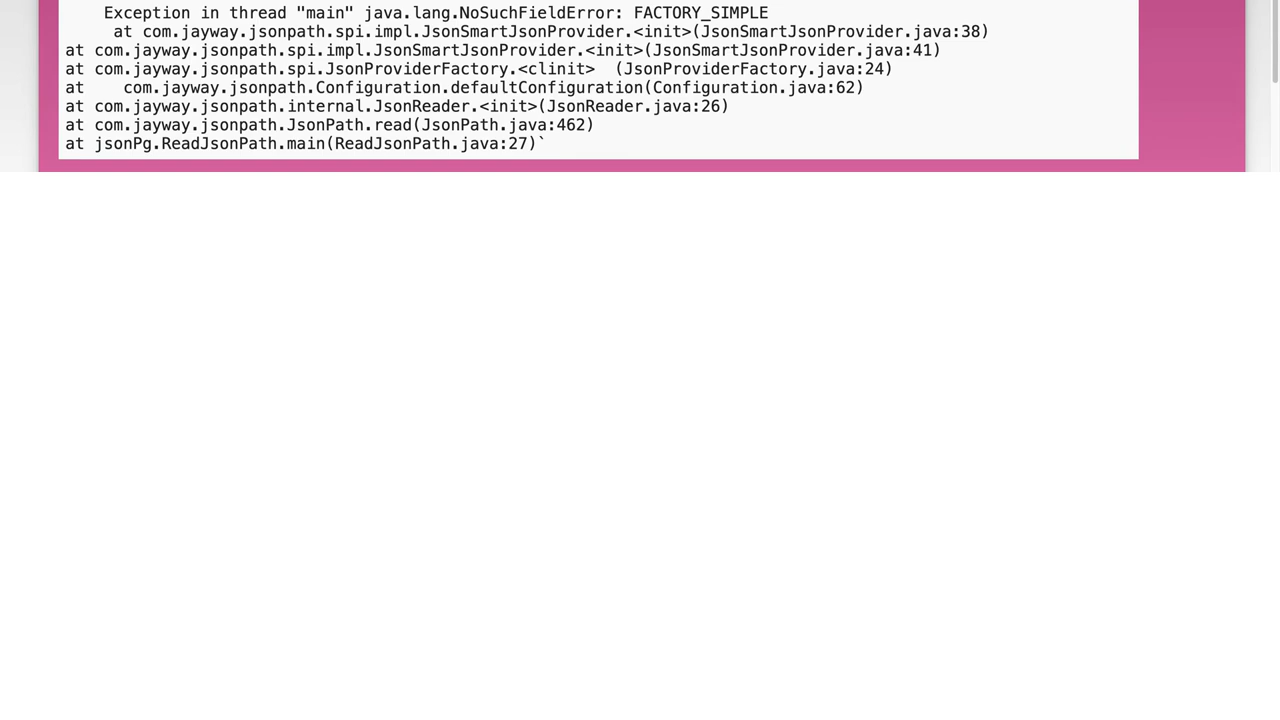 Exception in thread "main" java.lang.NoSuchFieldError: FACTORY_SIMPLE
at com.jayway.jsonpath.spi.impl.JsonSmartJsonProvider.<init>(JsonSmartJsonProvider.java:38)
at com.jayway.jsonpath.spi.impl.JsonSmartJsonProvider.<init>(JsonSmartJsonProvider.java:41)
at com.jayway.jsonpath.spi.JsonProviderFactory.<clinit>  (JsonProviderFactory.java:24)
at    com.jayway.jsonpath.Configuration.defaultConfiguration(Configuration.java:62)
at com.jayway.jsonpath.internal.JsonReader.<init>(JsonReader.java:26)
at com.jayway.jsonpath.JsonPath.read(JsonPath.java:462)
at jsonPg.ReadJsonPath.main(ReadJsonPath.java:27)`